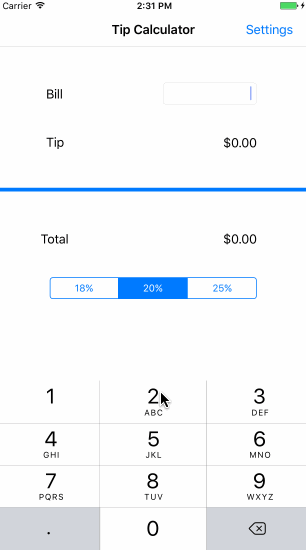 Carrier 2:31 PM
Tip Calculator Settings
Bill
Tip $0.00
Total $0.00
18% 20% 25%
1 2 3
ABC DEF
4 5 6
GHI JKL MNO
7 8 9
PQRS TUV WXYZ
. 0